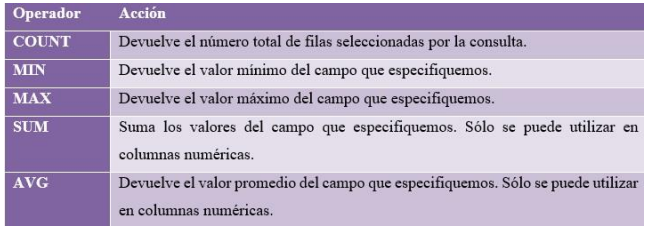 Operador Acción
COUNT Devuelve el número total de filas seleccionadas por la consulta.
MIN Devuelve el valor mínimo del campo que especifiquemos.
MAX Devuelve el valor máximo del campo que especifiquemos.
SUM Suma los valores del campo que especifiquemos. Sólo se puede utilizar en
columnas numéricas.
AVG Devuelve el valor promedio del campo que especifiquemos. Sólo se puede utilizar
en columnas numéricas.